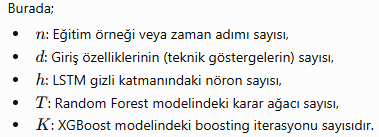 Burada;
• n: Eğitim örneği veya zaman adımı sayısı,
• d: Giriş özelliklerinin (teknik göstergelerin) sayısı,
• h: LSTM gizli katmanındaki nöron sayısı,
• T: Random Forest modelindeki karar ağacı sayısı,
• K: XGBoost modelindeki boosting iterasyonu sayısıdır.